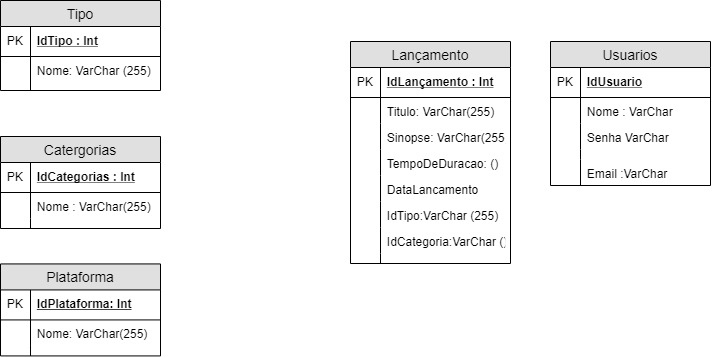 Tipo
PK IdTipo : Int
Nome: VarChar (255)
Catergorias
PK IdCategorias : Int
Nome : VarChar(255)
Plataforma
PK IdPlataforma: Int
Nome: VarChar(255)
Lançamento
PK IdLançamento : Int
Titulo: VarChar(255)
Sinopse: VarChar(255
TempoDeDuracao: ()
DataLancamento
IdTipo:VarChar (255)
IdCategoria:VarChar ()
Usuarios
PK IdUsuario
Nome : VarChar
Senha VarChar
Email :VarChar